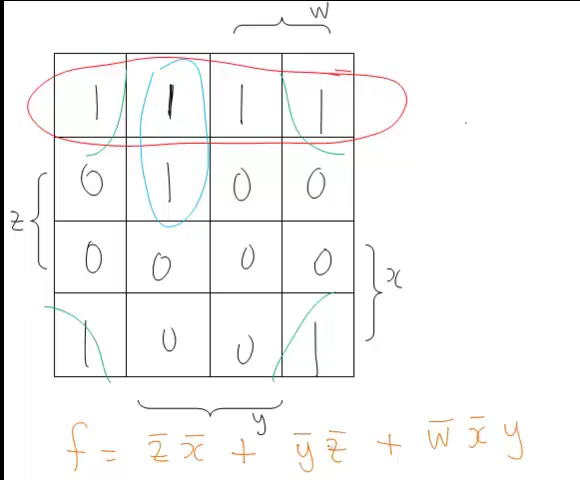 w
1 1 1 1
0 1 0 0
z
0 0 0 0
x
1 0 0 1
y
f = z̅ x̅ + y̅ z̅ + w̅ x̅ y